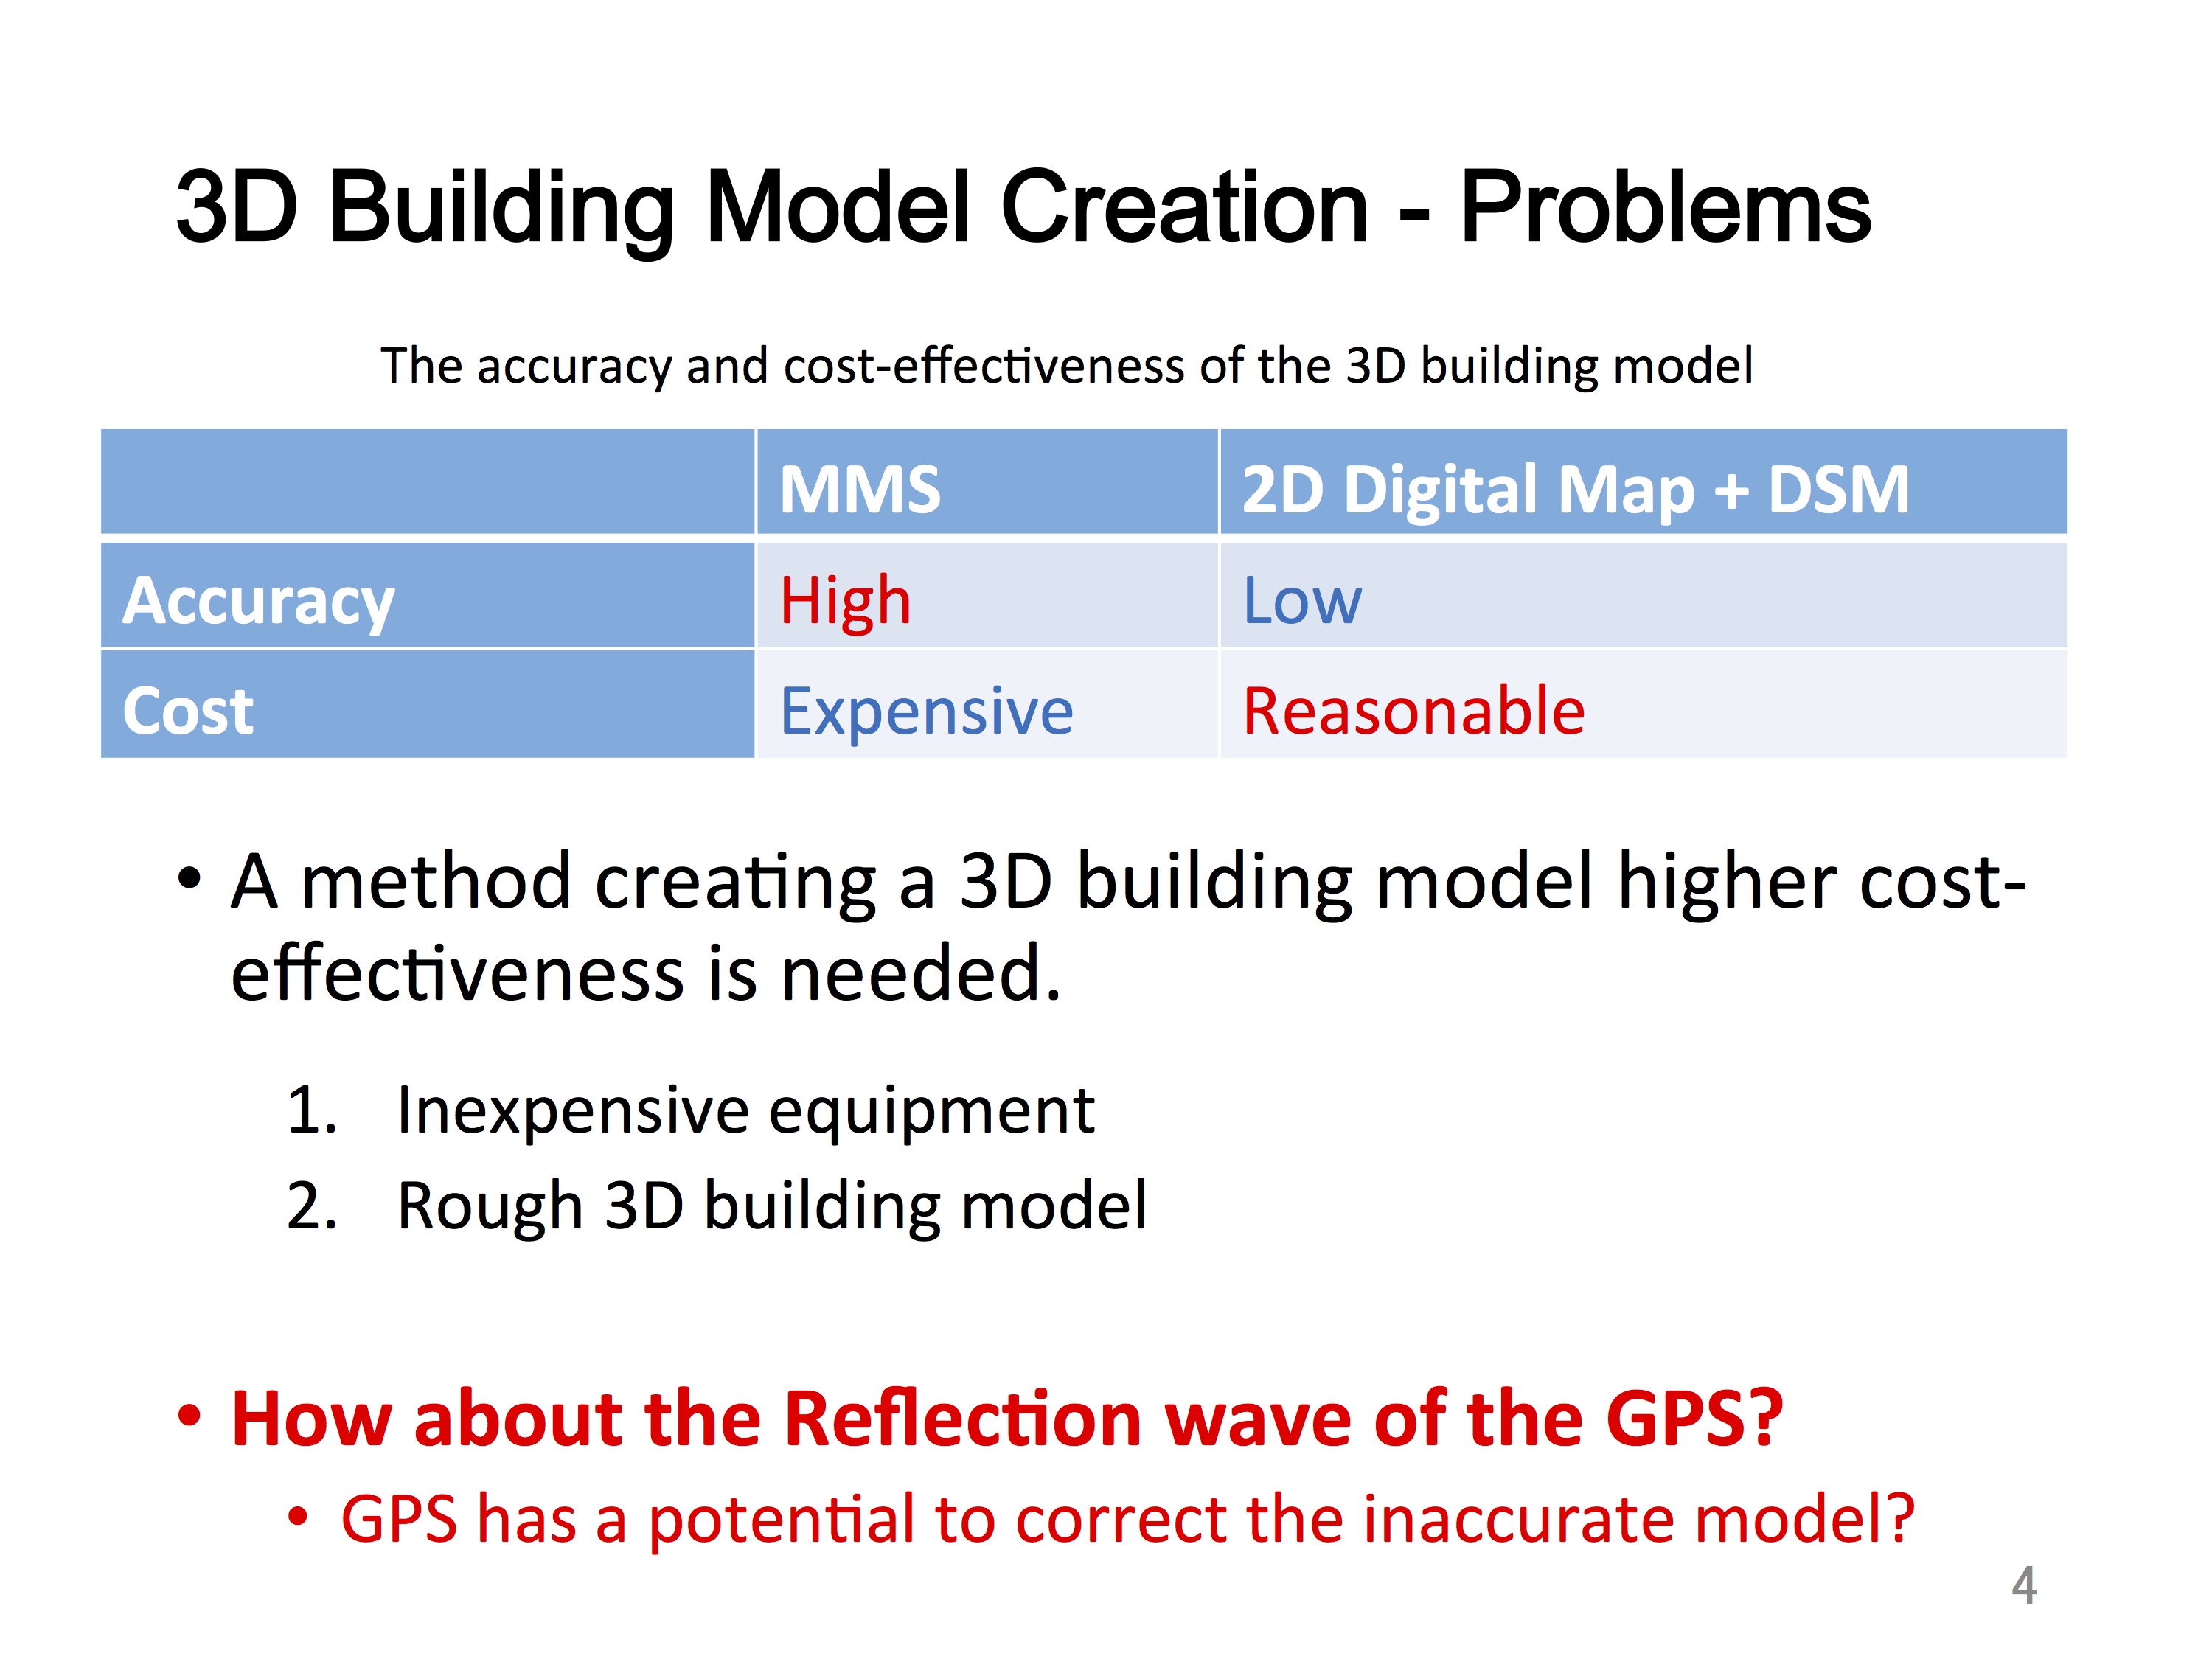 3D Building Model Creation - Problems
The accuracy and cost-effectiveness of the 3D building model
MMS 2D Digital Map + DSM
Accuracy High Low
Cost Expensive Reasonable
• A method creating a 3D building model higher cost-
effectiveness is needed.
1. Inexpensive equipment
2. Rough 3D building model
• How about the Reflection wave of the GPS?
• GPS has a potential to correct the inaccurate model?
4